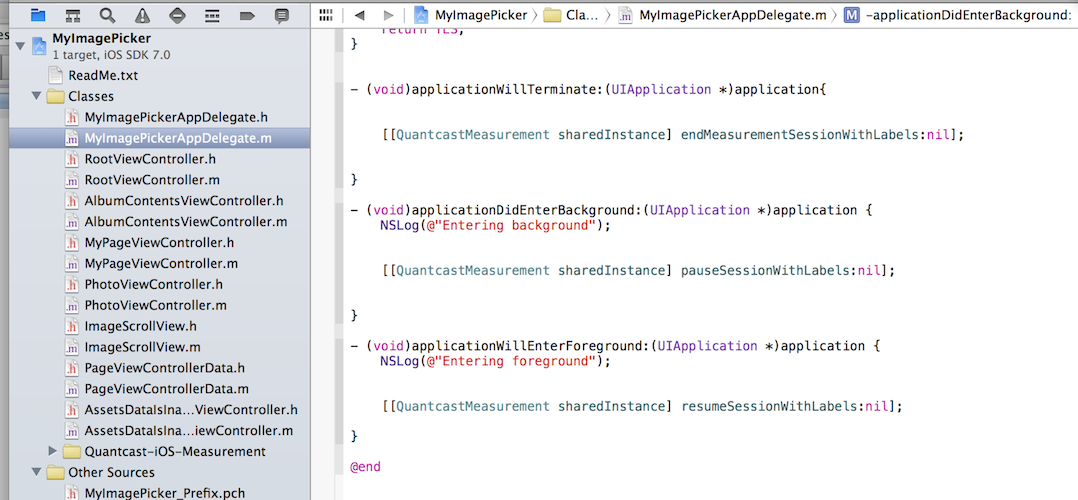 MyImagePicker
1 target, iOS SDK 7.0
ReadMe.txt
Classes
MyImagePickerAppDelegate.h
MyImagePickerAppDelegate.m
RootViewController.h
RootViewController.m
AlbumContentsViewController.h
AlbumContentsViewController.m
MyPageViewController.h
MyPageViewController.m
PhotoViewController.h
PhotoViewController.m
ImageScrollView.h
ImageScrollView.m
PageViewControllerData.h
PageViewControllerData.m
AssetsDataIsIna...ViewController.h
AssetsDataIsIna...iewController.m
Quantcast-iOS-Measurement
Other Sources
MyImagePicker_Prefix.pch
MyImagePicker Cla... MyImagePickerAppDelegate.m M -applicationDidEnterBackground:
return YES;
}
- (void)applicationWillTerminate:(UIApplication *)application{
[[QuantcastMeasurement sharedInstance] endMeasurementSessionWithLabels:nil];
}
- (void)applicationDidEnterBackground:(UIApplication *)application {
NSLog(@"Entering background");
[[QuantcastMeasurement sharedInstance] pauseSessionWithLabels:nil];
}
- (void)applicationWillEnterForeground:(UIApplication *)application {
NSLog(@"Entering foreground");
[[QuantcastMeasurement sharedInstance] resumeSessionWithLabels:nil];
}
@end